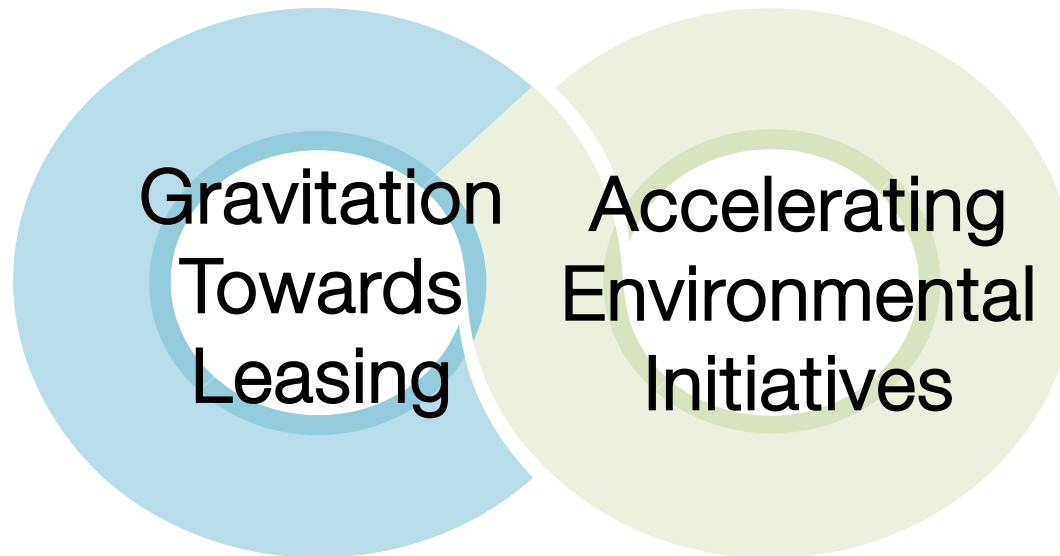 Gravitation
Towards
Leasing
Accelerating
Environmental
Initiatives